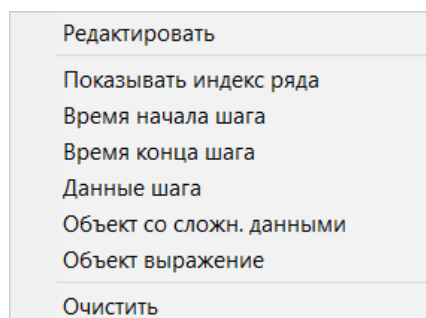 Редактировать
Показывать индекс ряда
Время начала шага
Время конца шага
Данные шага
Объект со сложн. данными
Объект выражение
Очистить